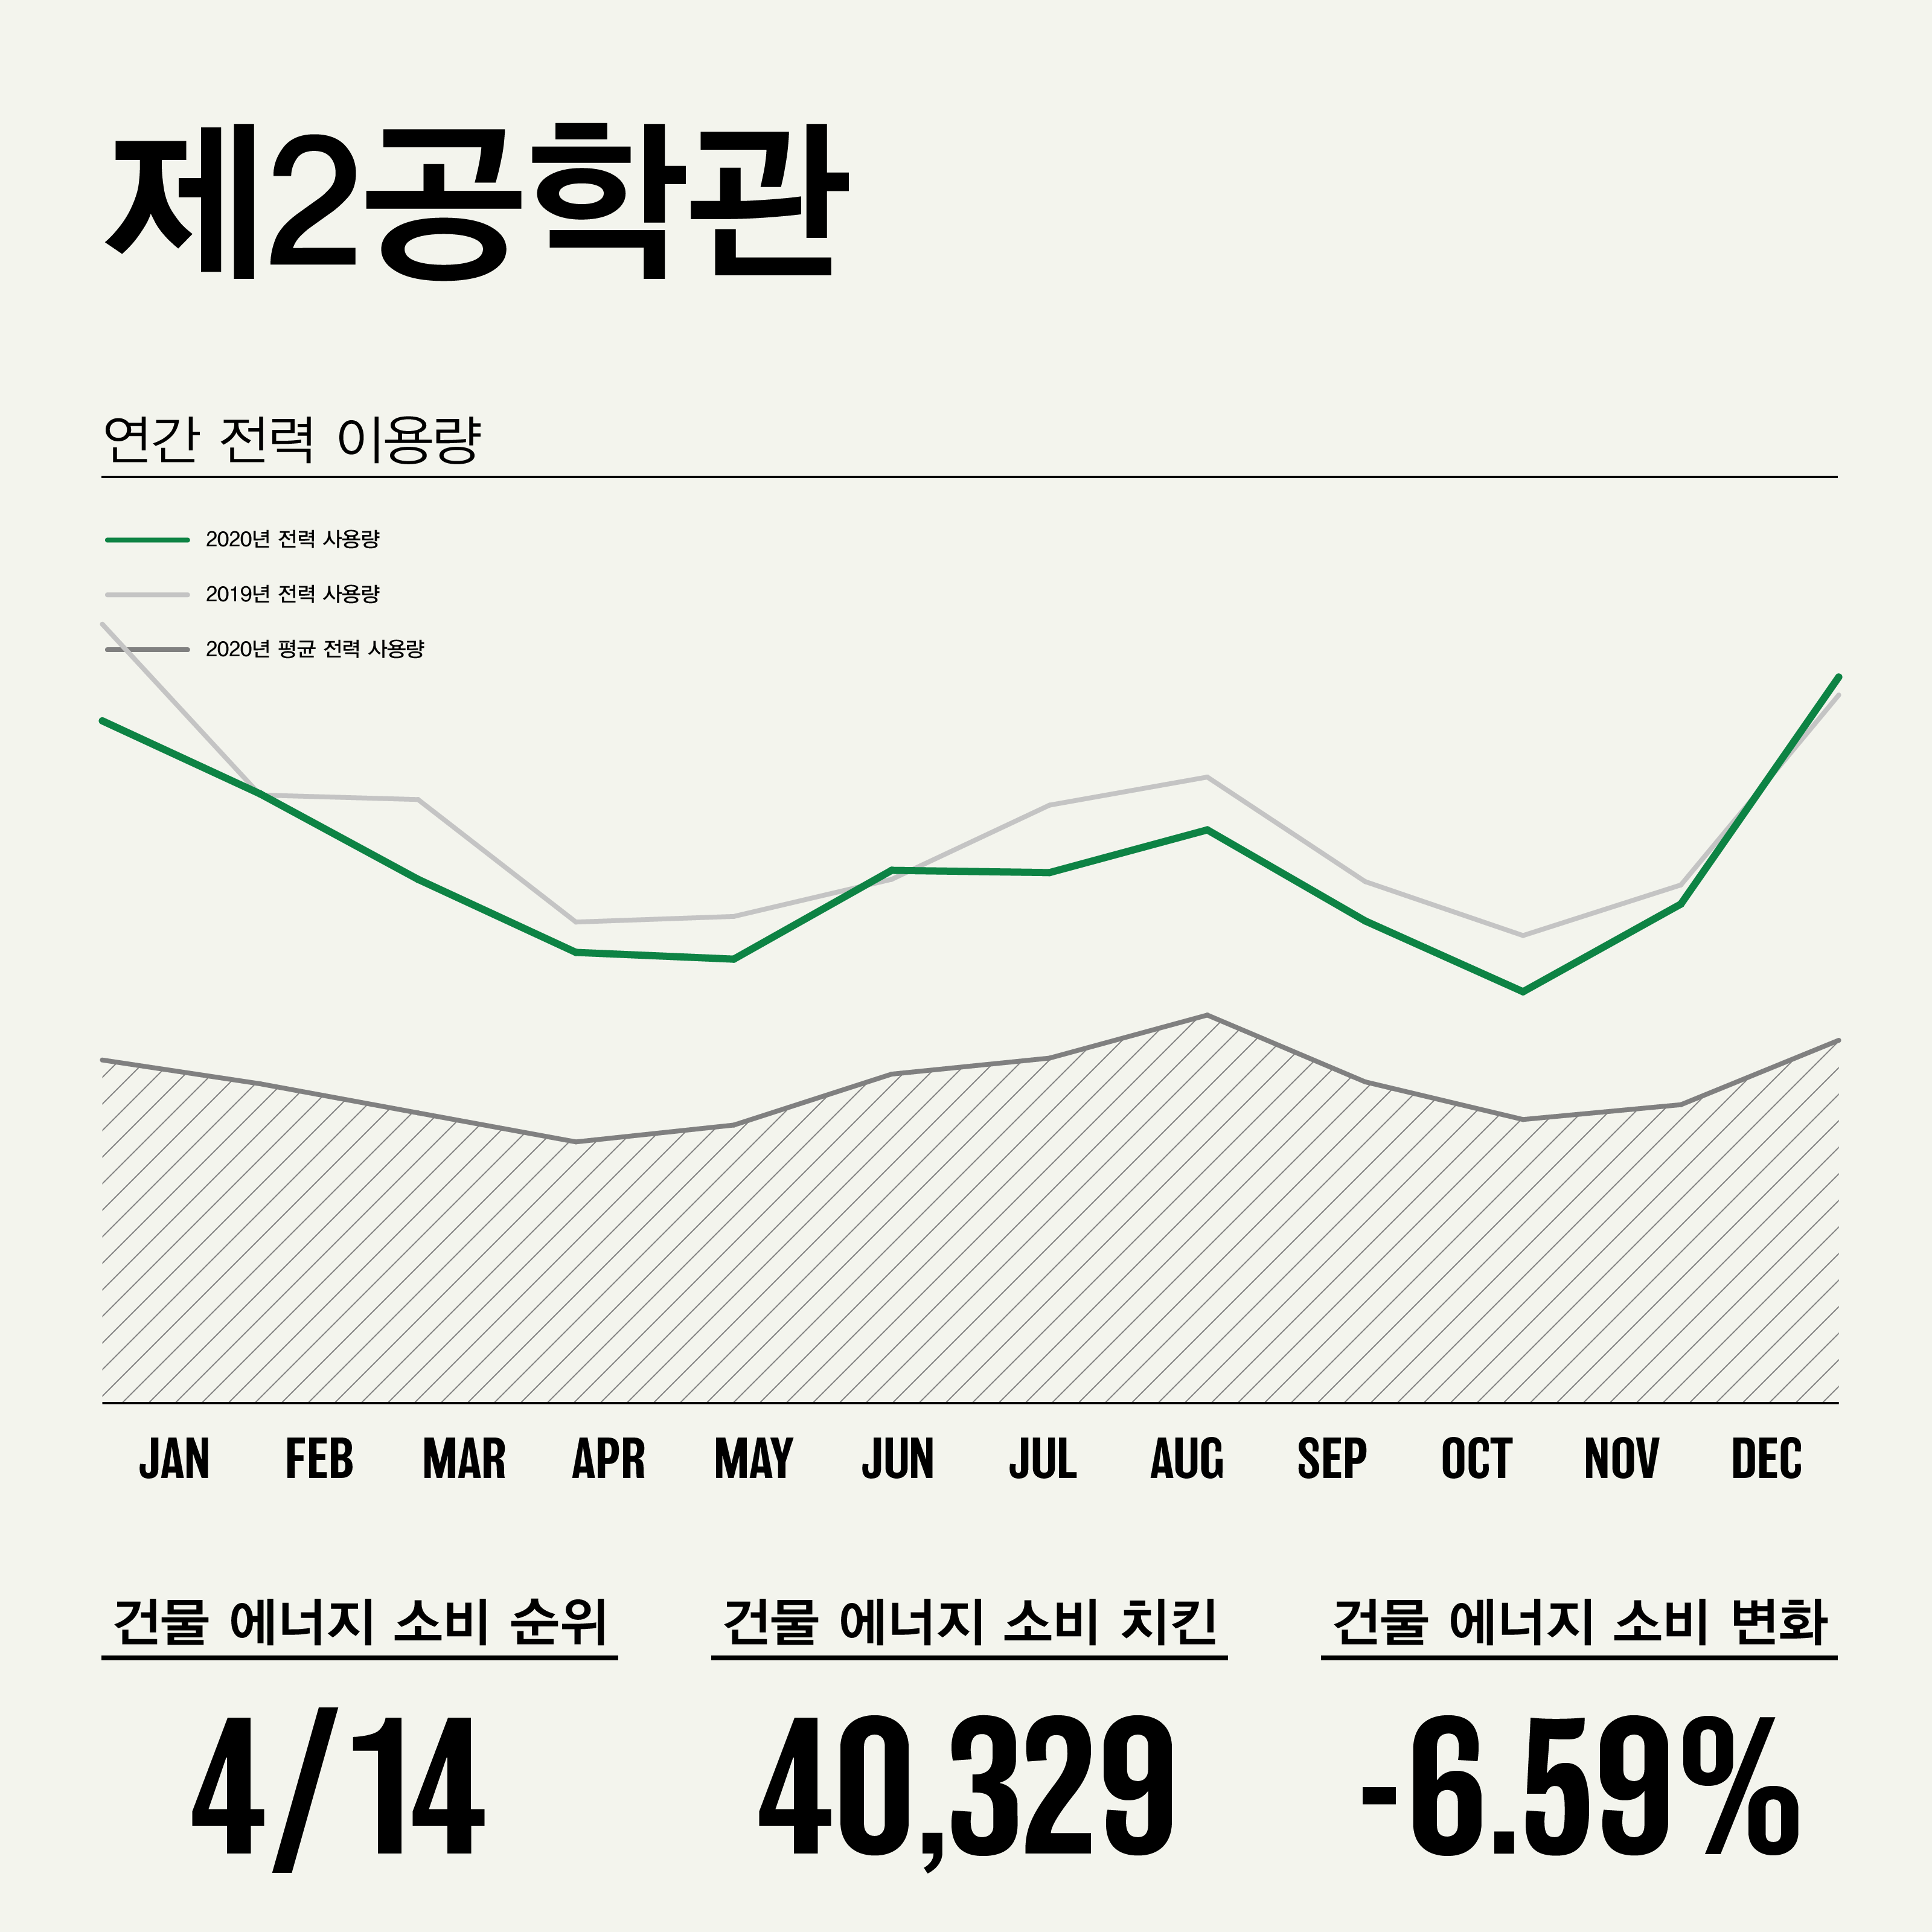 제2공학관
연간 전력 이용량
2020년 전력 사용량
2019년 전력 사용량
2020년 평균 전력 사용량
JAN FEB MAR APR MAY JUN JUL AUG SEP OCT NOV DEC
건물 에너지 소비 순위
4/14
건물 에너지 소비 치킨
40,329
건물 에너지 소비 변화
-6.59%